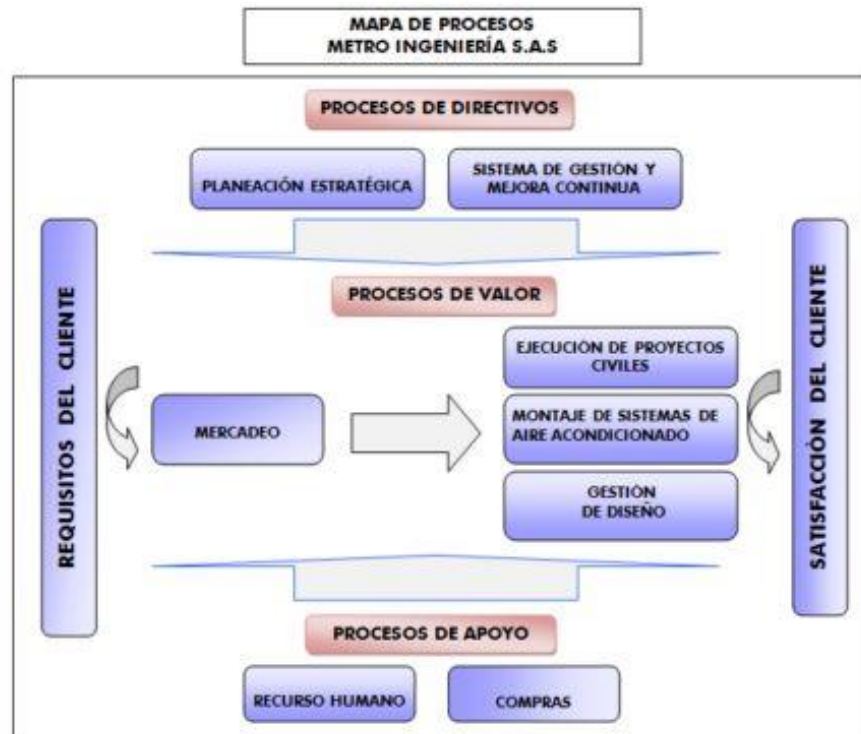 MAPA DE PROCESOS
METRO INGENIERÍA S.A.S
PROCESOS DE DIRECTIVOS
PLANEACIÓN ESTRATÉGICA
SISTEMA DE GESTIÓN Y
MEJORA CONTINUA
REQUISITOS DEL CLIENTE
PROCESOS DE VALOR
MERCADEO
EJECUCIÓN DE PROYECTOS
CIVILES
MONTAJE DE SISTEMAS DE
AIRE ACONDICIONADO
GESTIÓN
DE DISEÑO
SATISFACCIÓN DEL CLIENTE
PROCESOS DE APOYO
RECURSO HUMANO
COMPRAS